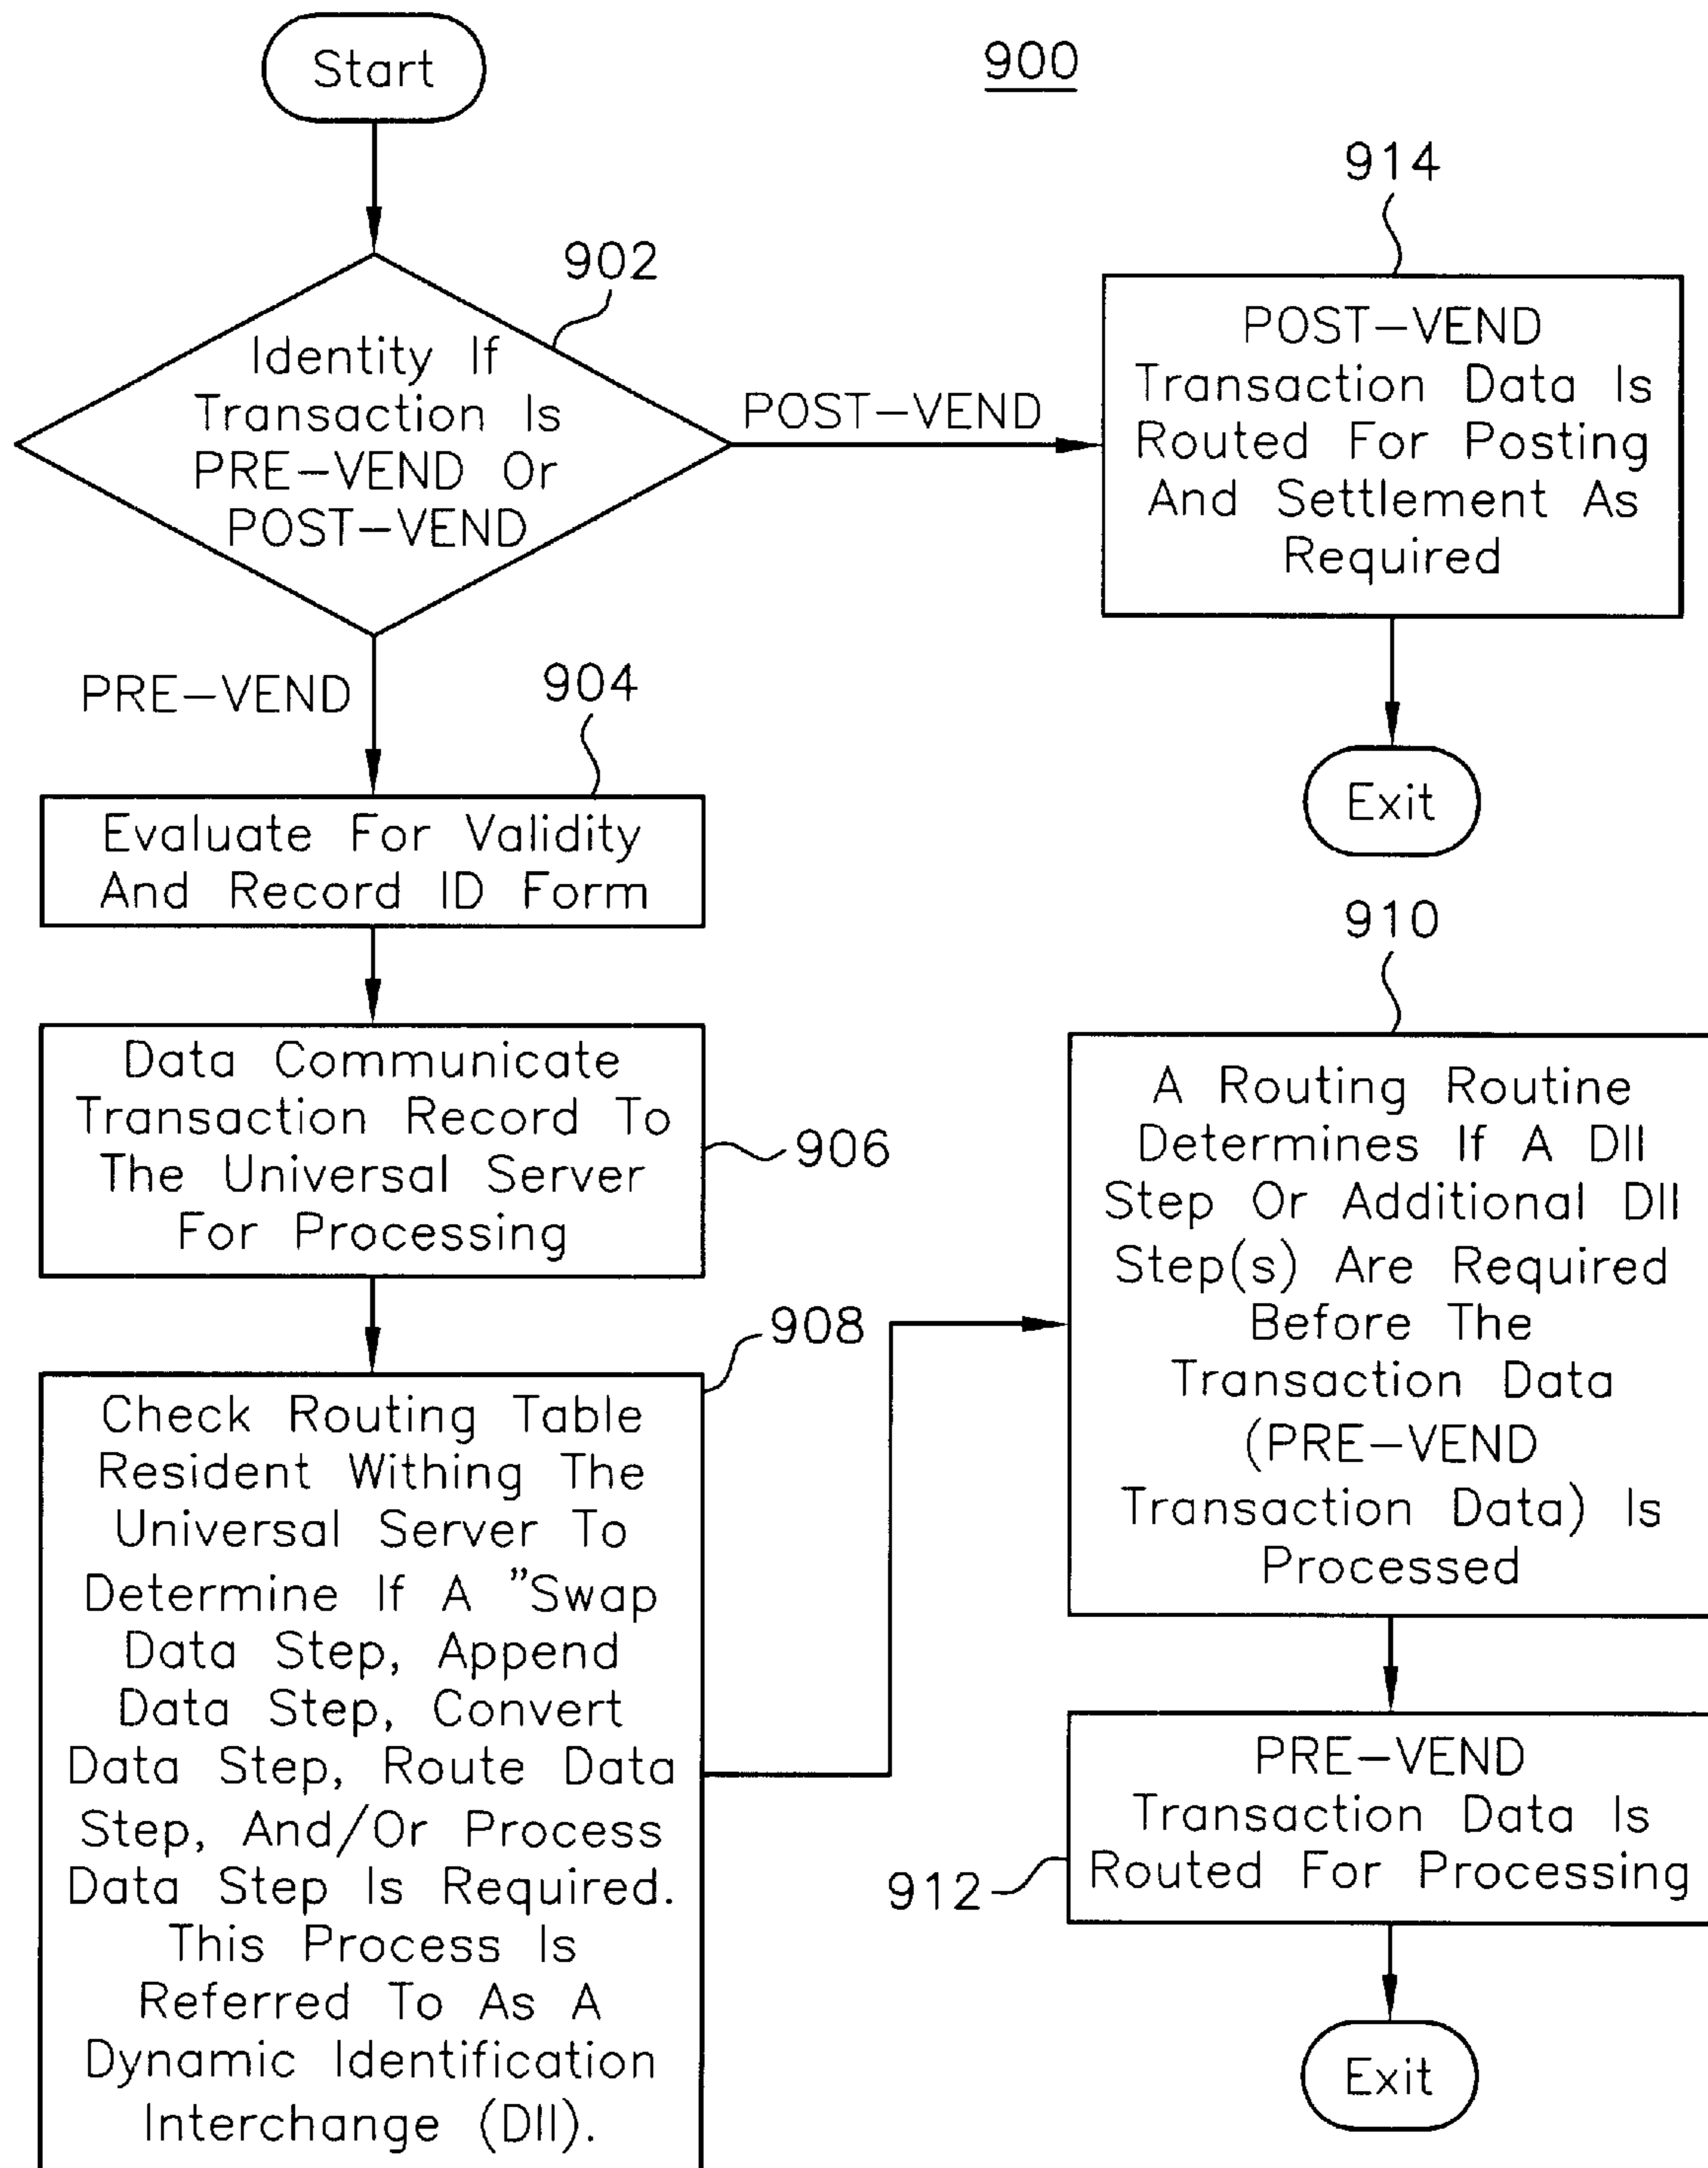 Start
900
902
Identity If
Transaction Is
PRE-VEND Or
POST-VEND
POST-VEND
914
POST-VEND
Transaction Data Is
Routed For Posting
And Settlement As
Required
Exit
PRE-VEND
904
Evaluate For Validity
And Record ID Form
Data Communicate
Transaction Record To
The Universal Server
For Processing
906
908
Check Routing Table
Resident Withing The
Universal Server To
Determine If A "Swap
Data Step, Append
Data Step, Convert
Data Step, Route Data
Step, And/Or Process
Data Step Is Required.
This Process Is
Referred To As A
Dynamic Identification
Interchange (DII).
910
A Routing Routine
Determines If A DII
Step Or Additional DII
Step(s) Are Required
Before The
Transaction Data
(PRE-VEND
Transaction Data) Is
Processed
PRE-VEND
Transaction Data Is
Routed For Processing
912
Exit